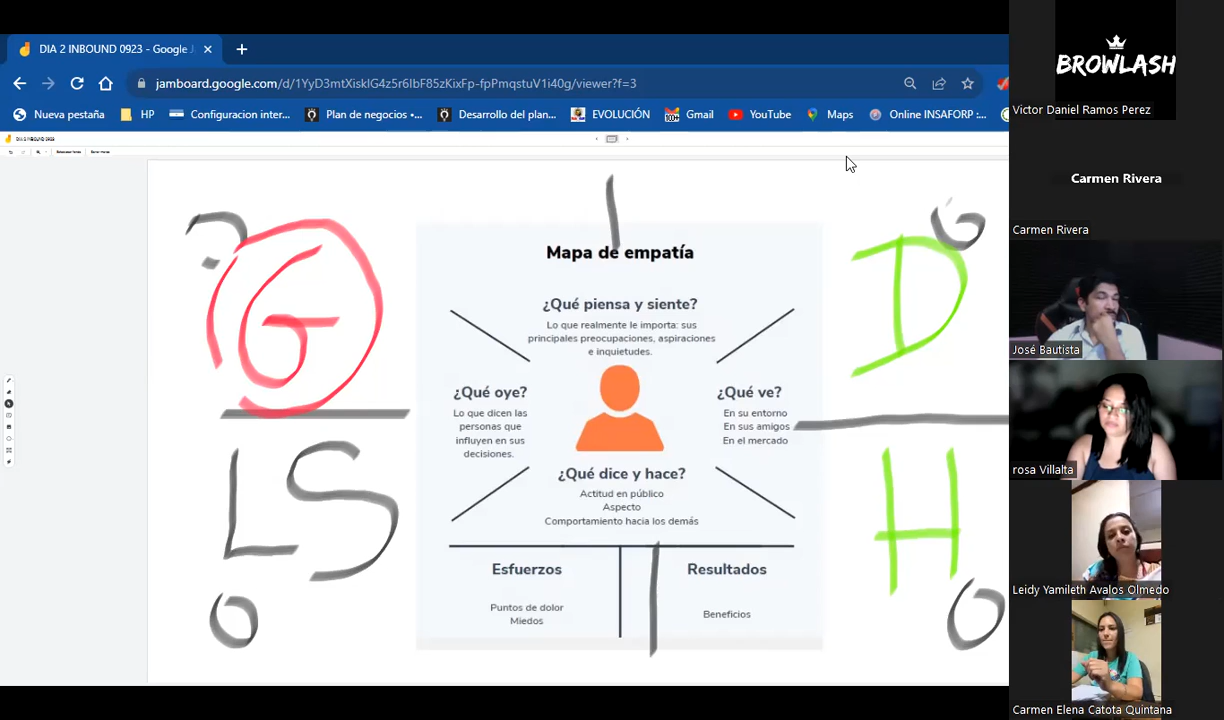 DIA 2 INBOUND 0923 - Google J
jamboard.google.com/d/1YyD3mtXiskIG4z5r6IbF85zKixFp-fpPmqstuV1i40g/viewer?f=3
Nueva pestaña
HP
Configuracion inter...
Plan de negocios •...
Desarrollo del plan...
EVOLUCIÓN
Gmail
YouTube
Maps
Online INSAFORP :...
DIA 2 INBOUND 0923
?
G
D
LS
H
Mapa de empatía
¿Qué piensa y siente?
Lo que realmente le importa: sus
principales preocupaciones, aspiraciones
e inquietudes.
¿Qué oye?
Lo que dicen las
personas que
influyen en sus
decisiones.
¿Qué ve?
En su entorno
En sus amigos
En el mercado
¿Qué dice y hace?
Actitud en público
Aspecto
Comportamiento hacia los demás
Esfuerzos
Puntos de dolor
Miedos
Resultados
Beneficios
BROWLASH
Victor Daniel Ramos Perez
Carmen Rivera
Carmen Rivera
José Bautista
rosa Villalta
Leidy Yamileth Avalos Olmedo
Carmen Elena Catota Quintana